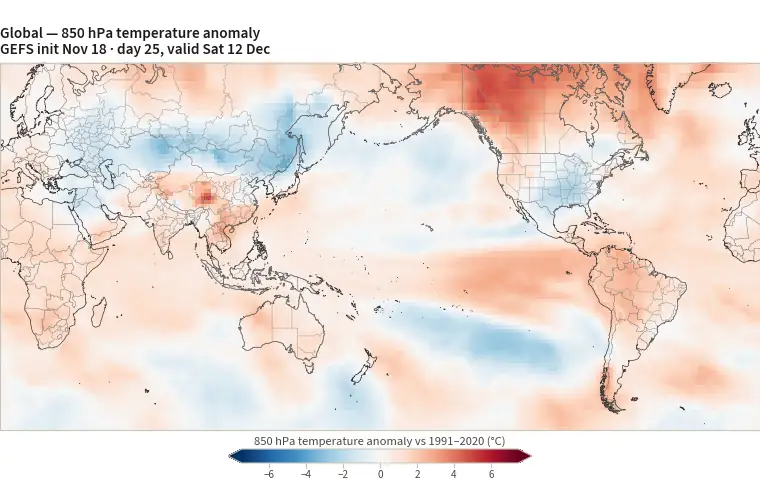 Global — 850 hPa temperature anomaly
GEFS init Nov 18 · day 25, valid Sat 12 Dec
850 hPa temperature anomaly vs 1991–2020 (°C)
−6 −4 −2 0 2 4 6